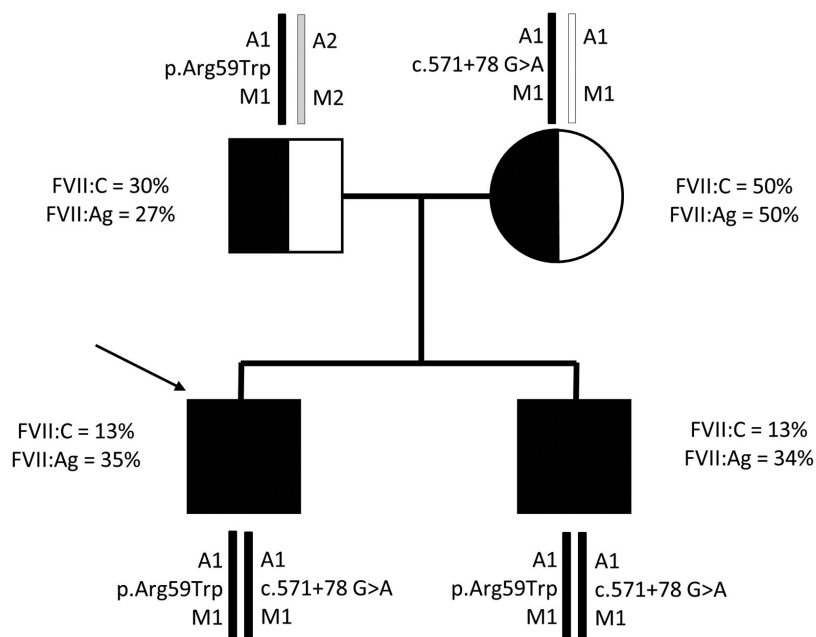 A1 A2
p.Arg59Trp
M1 M2
A1 A1
c.571+78 G>A
M1 M1
FVII:C = 30%
FVII:Ag = 27%
FVII:C = 50%
FVII:Ag = 50%
FVII:C = 13%
FVII:Ag = 35%
FVII:C = 13%
FVII:Ag = 34%
A1 A1
p.Arg59Trp c.571+78 G>A
M1 M1
A1 A1
p.Arg59Trp c.571+78 G>A
M1 M1